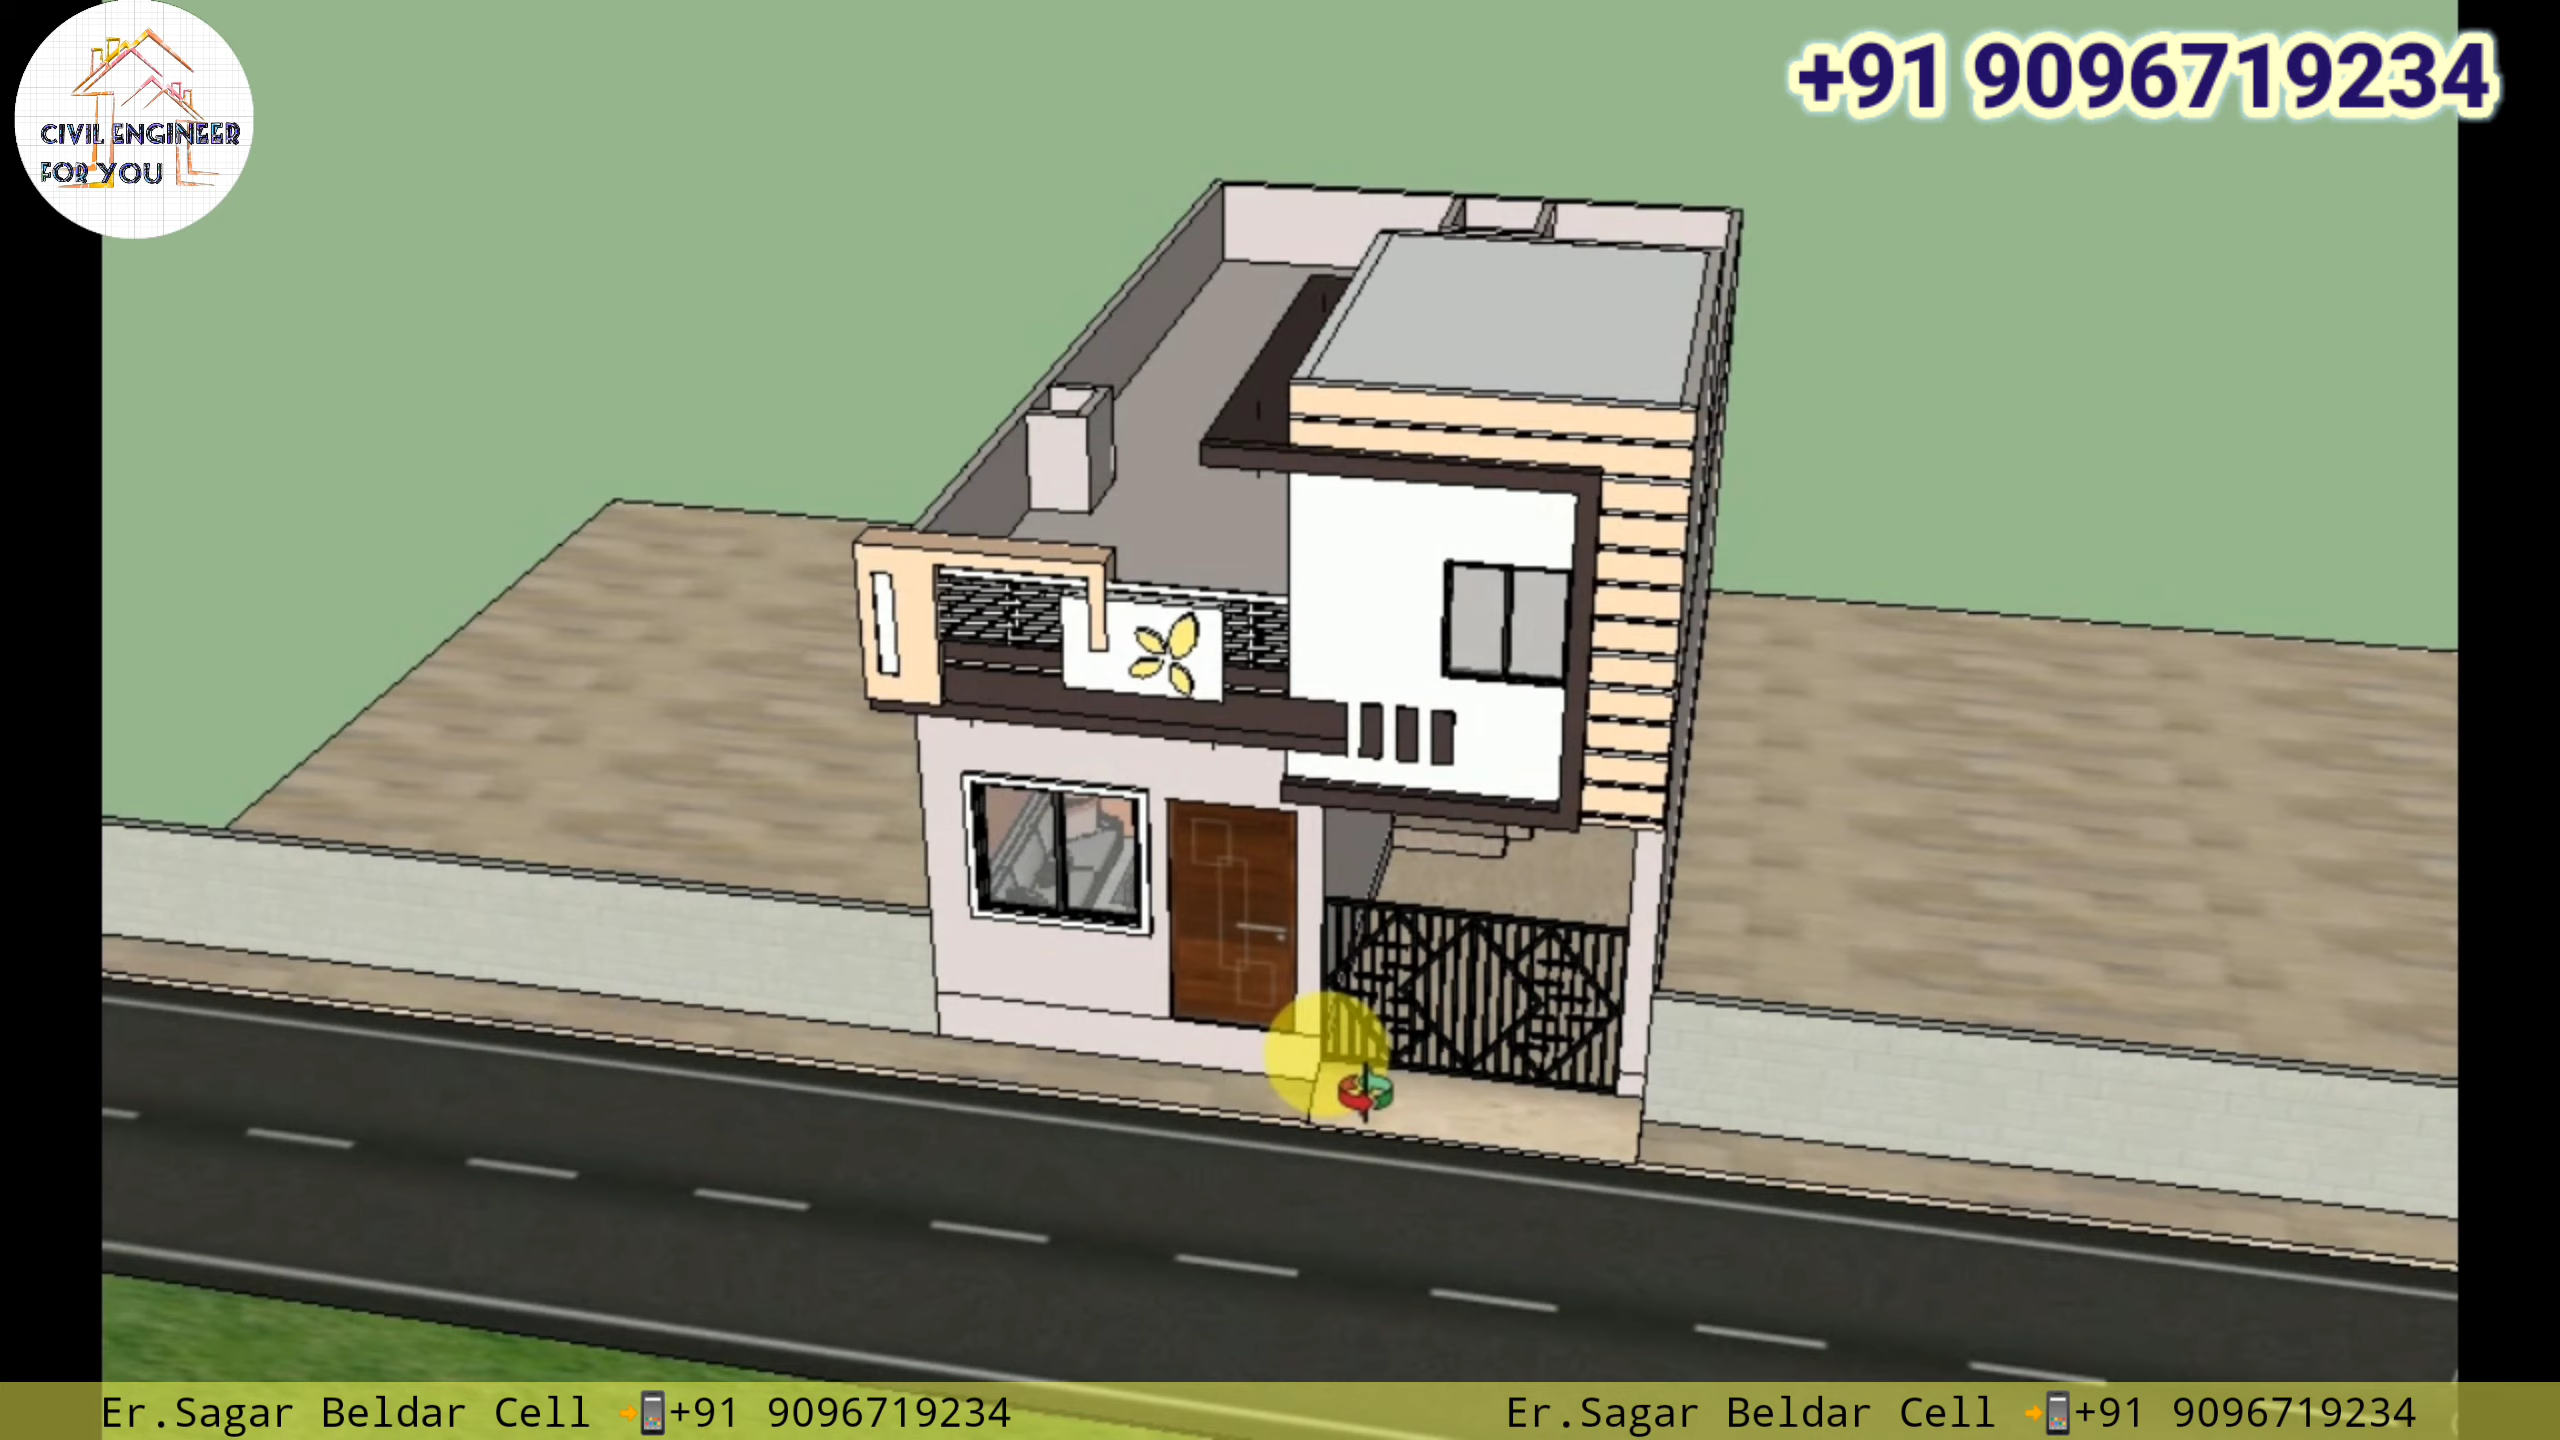 CIVIL ENGINEER
FOR YOU
+91 9096719234
Er.Sagar Beldar Cell +91 9096719234
Er.Sagar Beldar Cell +91 9096719234